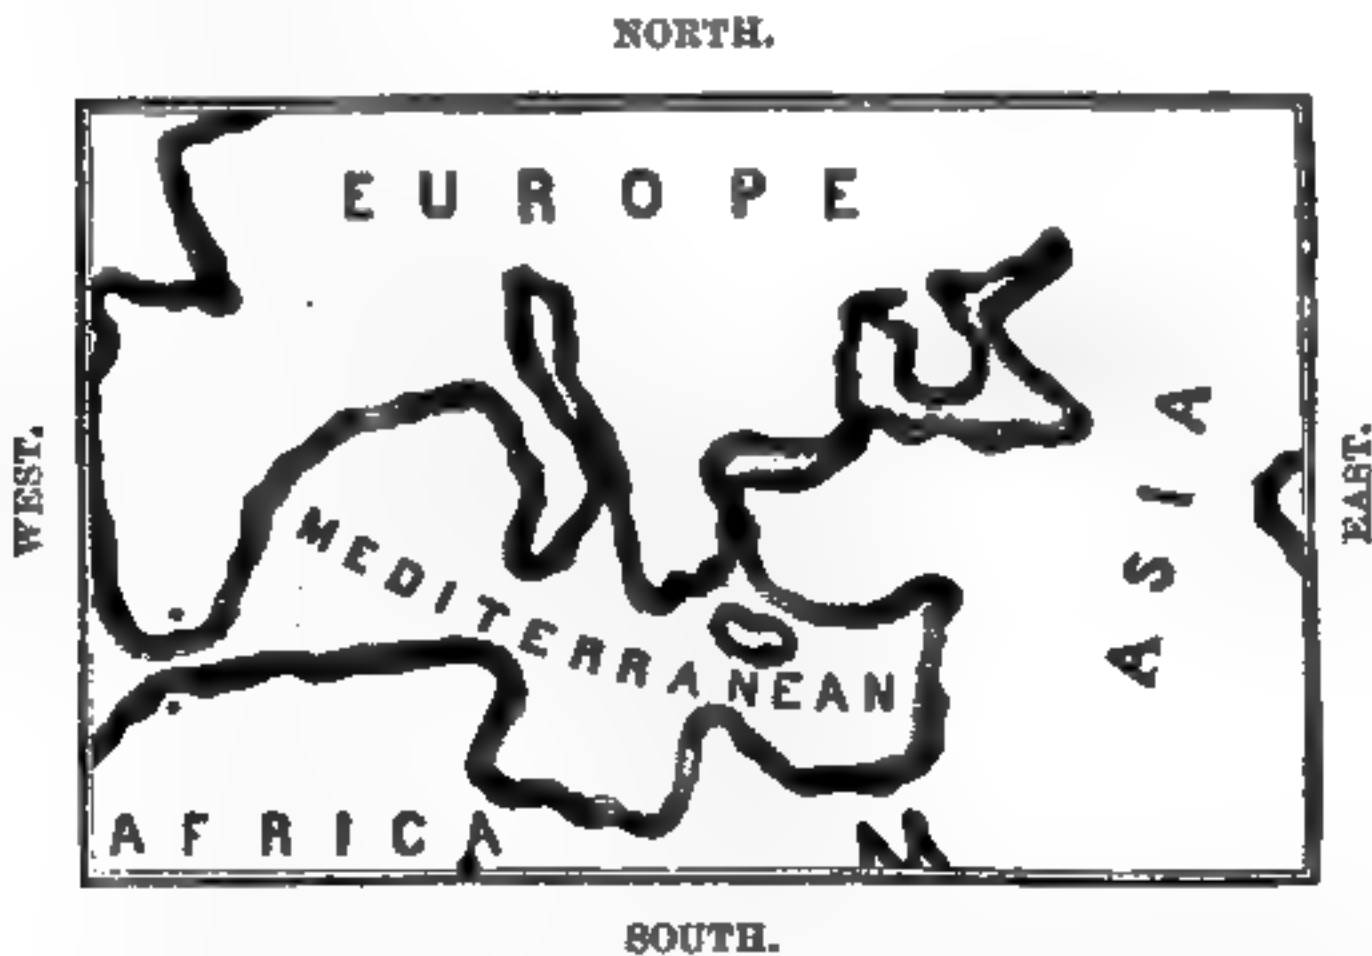 NORTH.
EUROPE
WEST.
ASIA
EAST.
MEDITERRANEAN
AFRICA
SOUTH.